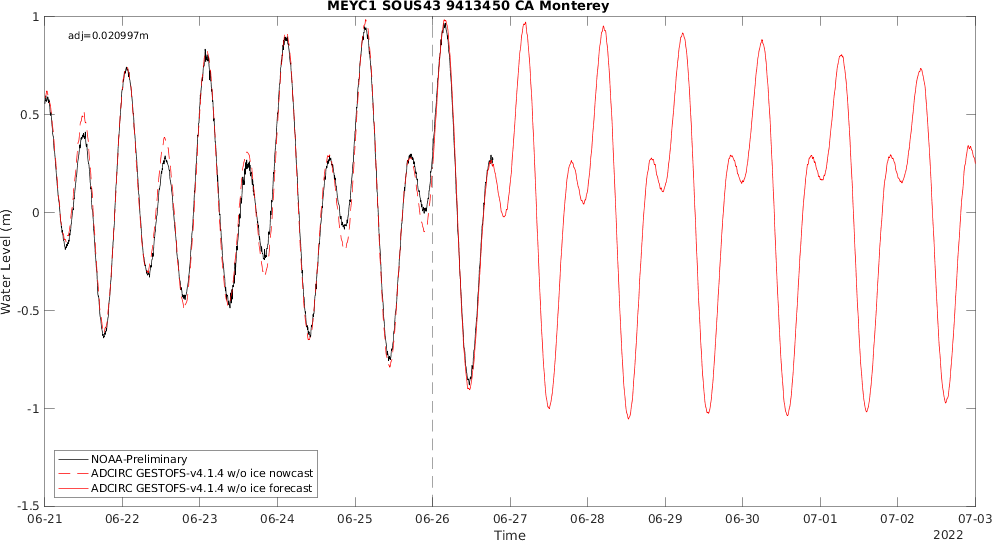 MEYC1 SOUS43 9413450 CA Monterey
adj=0.020997m
Water Level (m)
1
0.5
0
-0.5
-1
-1.5
NOAA-Preliminary
ADCIRC GESTOFS-v4.1.4 w/o ice nowcast
ADCIRC GESTOFS-v4.1.4 w/o ice forecast
06-21 06-22 06-23 06-24 06-25 06-26 06-27 06-28 06-29 06-30 07-01 07-02 07-03
Time
2022